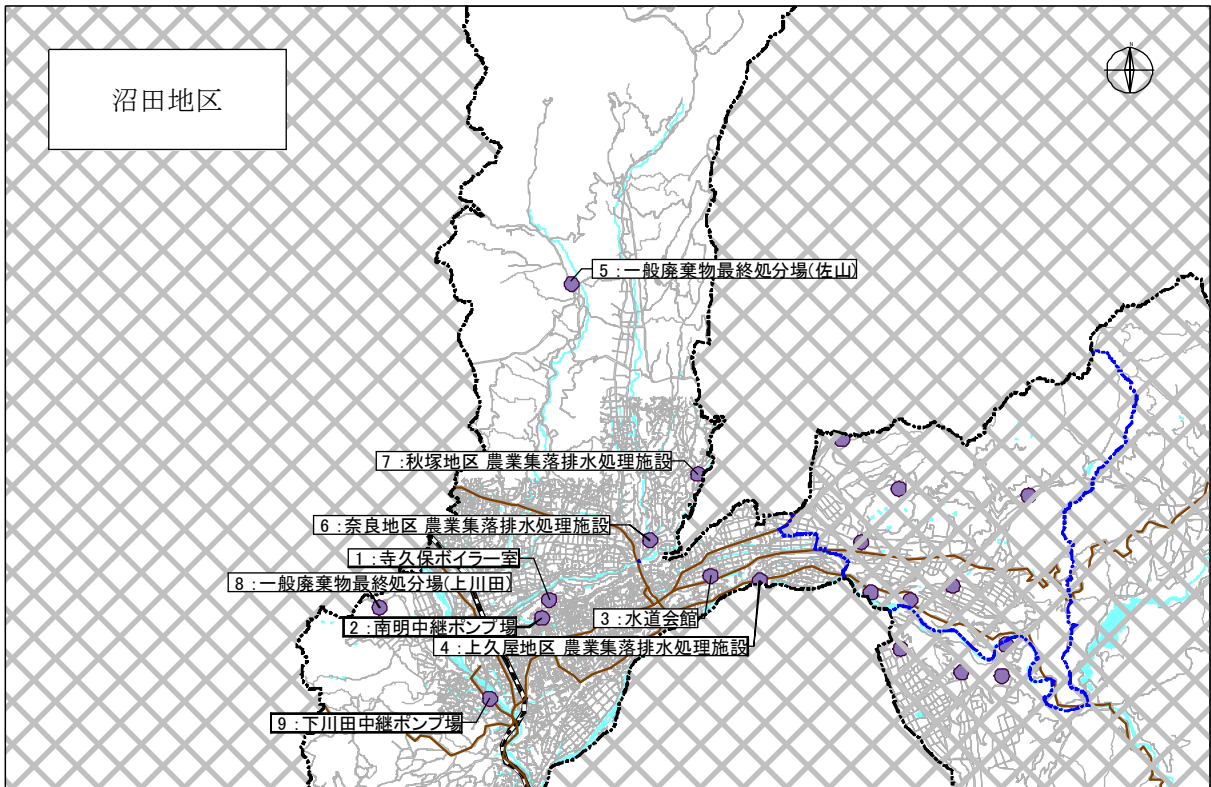 沼田地区
N
5：一般廃棄物最終処分場(佐山)
7：秋塚地区 農業集落排水処理施設
6：奈良地区 農業集落排水処理施設
1：寺久保ボイラー室
8：一般廃棄物最終処分場(上川田)
2：南明中継ポンプ場
3：水道会館
4：上久屋地区 農業集落排水処理施設
9：下川田中継ポンプ場